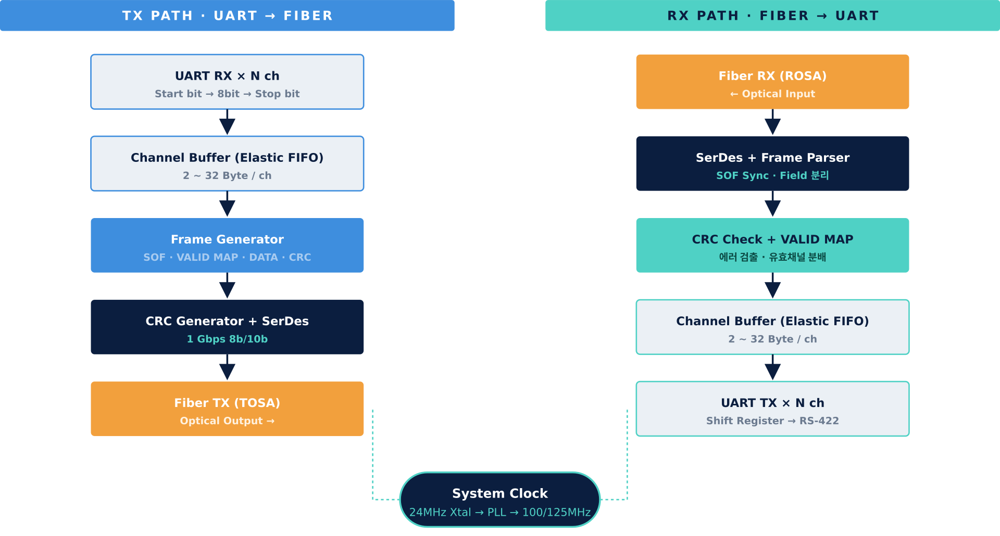 TX PATH · UART → FIBER
UART RX × N ch
Start bit → 8bit → Stop bit
Channel Buffer (Elastic FIFO)
2 ~ 32 Byte / ch
Frame Generator
SOF · VALID MAP · DATA · CRC
CRC Generator + SerDes
1 Gbps 8b/10b
Fiber TX (TOSA)
Optical Output →
RX PATH · FIBER → UART
Fiber RX (ROSA)
← Optical Input
SerDes + Frame Parser
SOF Sync · Field 분리
CRC Check + VALID MAP
에러 검출 · 유효채널 분배
Channel Buffer (Elastic FIFO)
2 ~ 32 Byte / ch
UART TX × N ch
Shift Register → RS-422
System Clock
24MHz Xtal → PLL → 100/125MHz